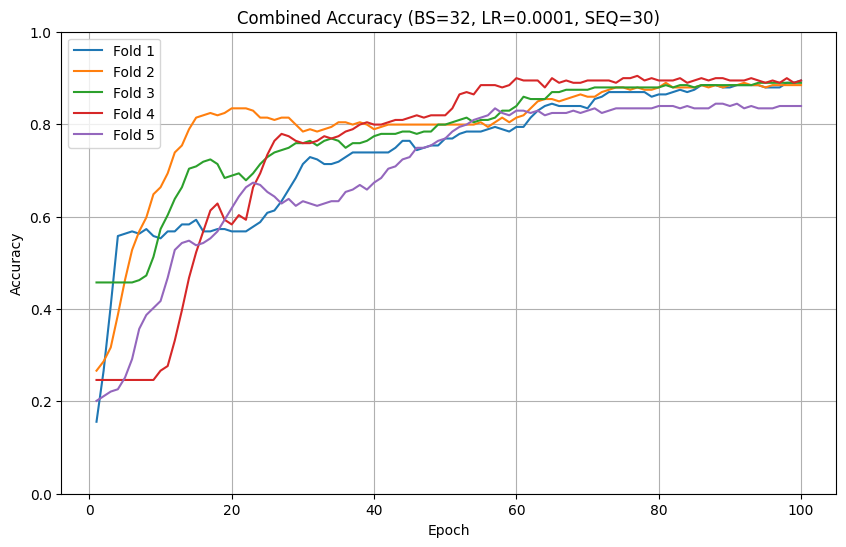 Combined Accuracy (BS=32, LR=0.0001, SEQ=30)
1.0
0.8
0.6
0.4
0.2
0.0
Accuracy
Fold 1
Fold 2
Fold 3
Fold 4
Fold 5
0 20 40 60 80 100
Epoch